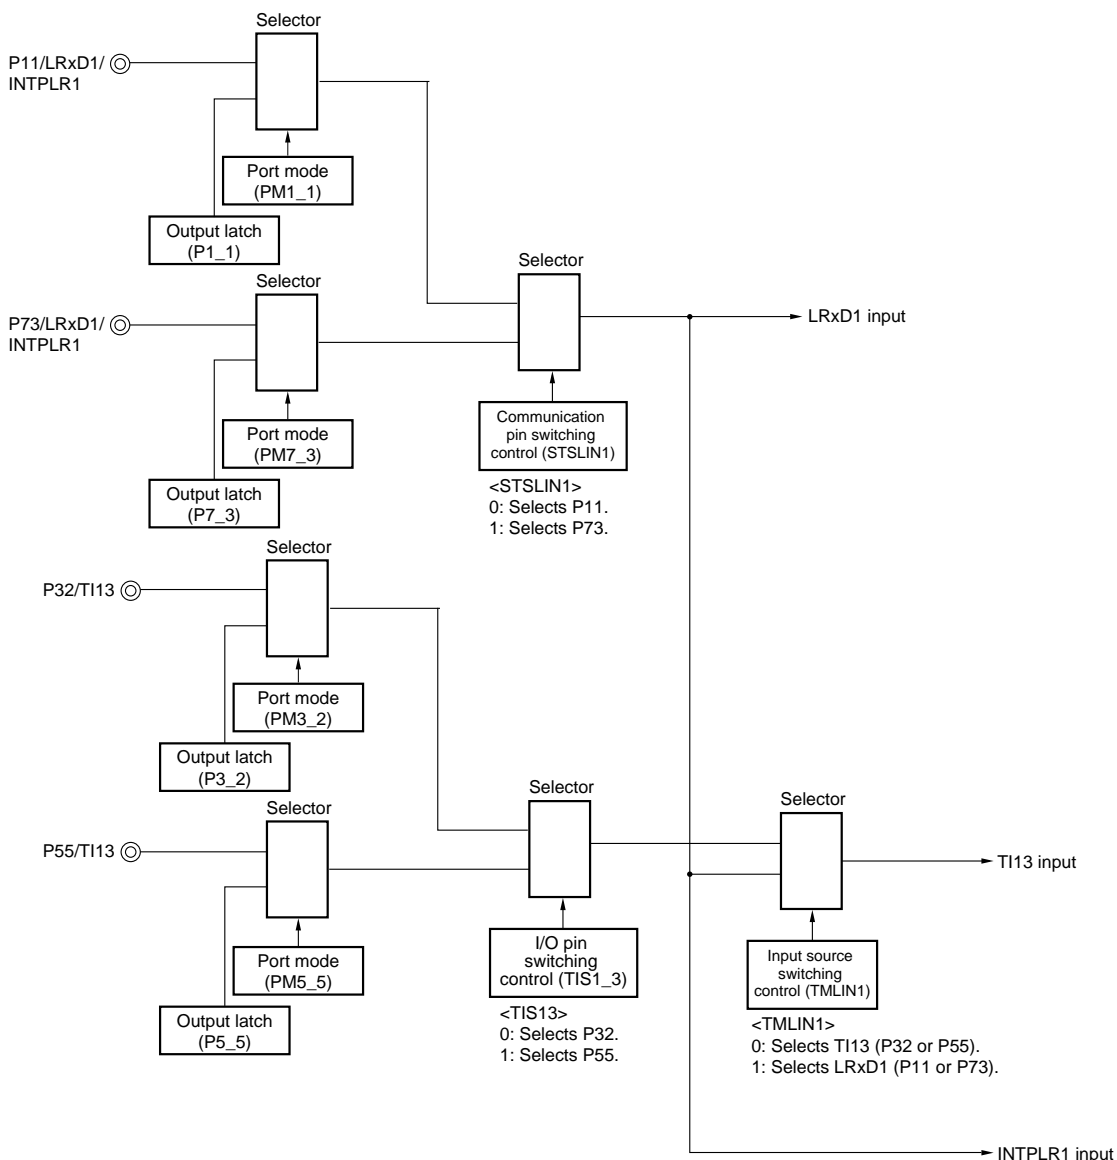 Selector
P11/LRxD1/
INTPLR1
Port mode
(PM1_1)
Output latch
(P1_1)
Selector
P73/LRxD1/
INTPLR1
Port mode
(PM7_3)
Output latch
(P7_3)
Selector
LRxD1 input
Communication
pin switching
control (STSLIN1)
<STSLIN1>
0: Selects P11.
1: Selects P73.
Selector
P32/TI13
Port mode
(PM3_2)
Output latch
(P3_2)
Selector
P55/TI13
Port mode
(PM5_5)
Output latch
(P5_5)
Selector
I/O pin
switching
control (TIS1_3)
<TIS13>
0: Selects P32.
1: Selects P55.
Selector
TI13 input
Input source
switching
control (TMLIN1)
<TMLIN1>
0: Selects TI13 (P32 or P55).
1: Selects LRxD1 (P11 or P73).
INTPLR1 input